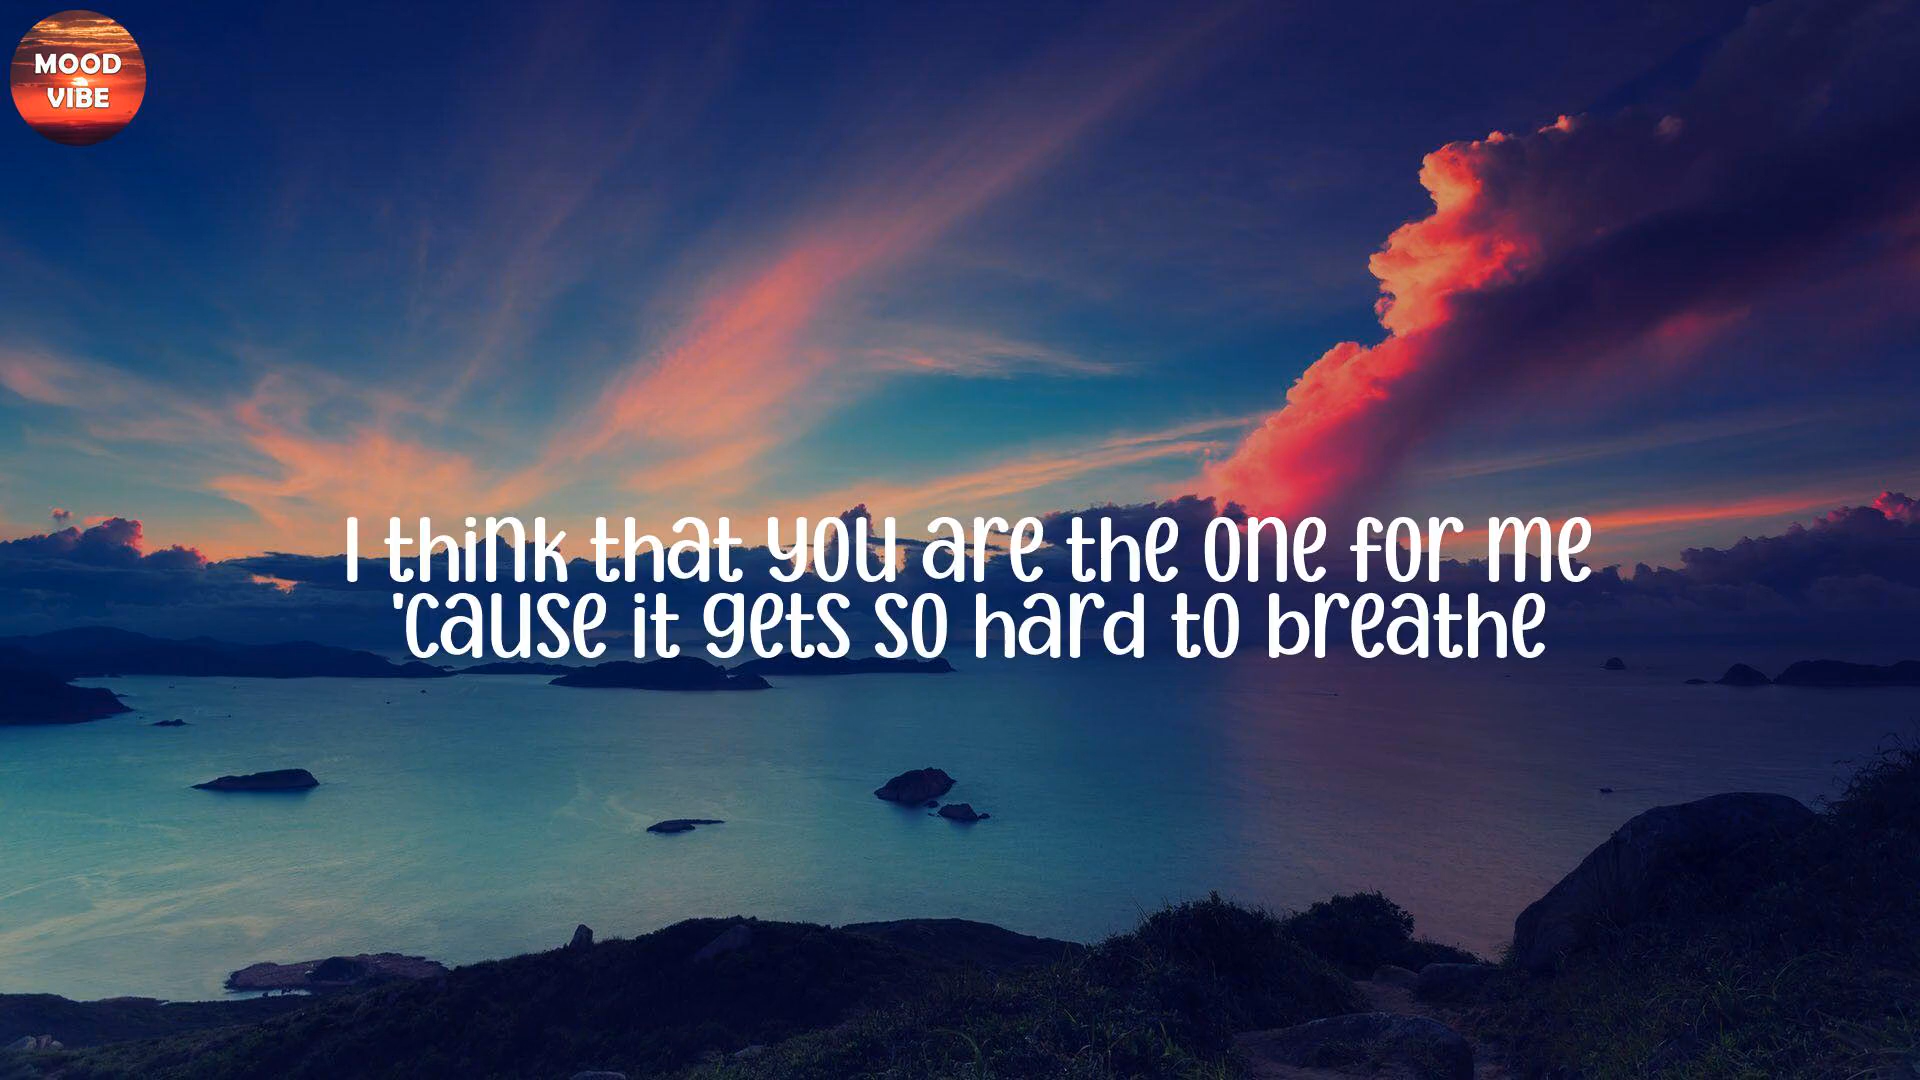 MOOD
VIBE
I think that you are the one for me
'cause it gets so hard to breathe